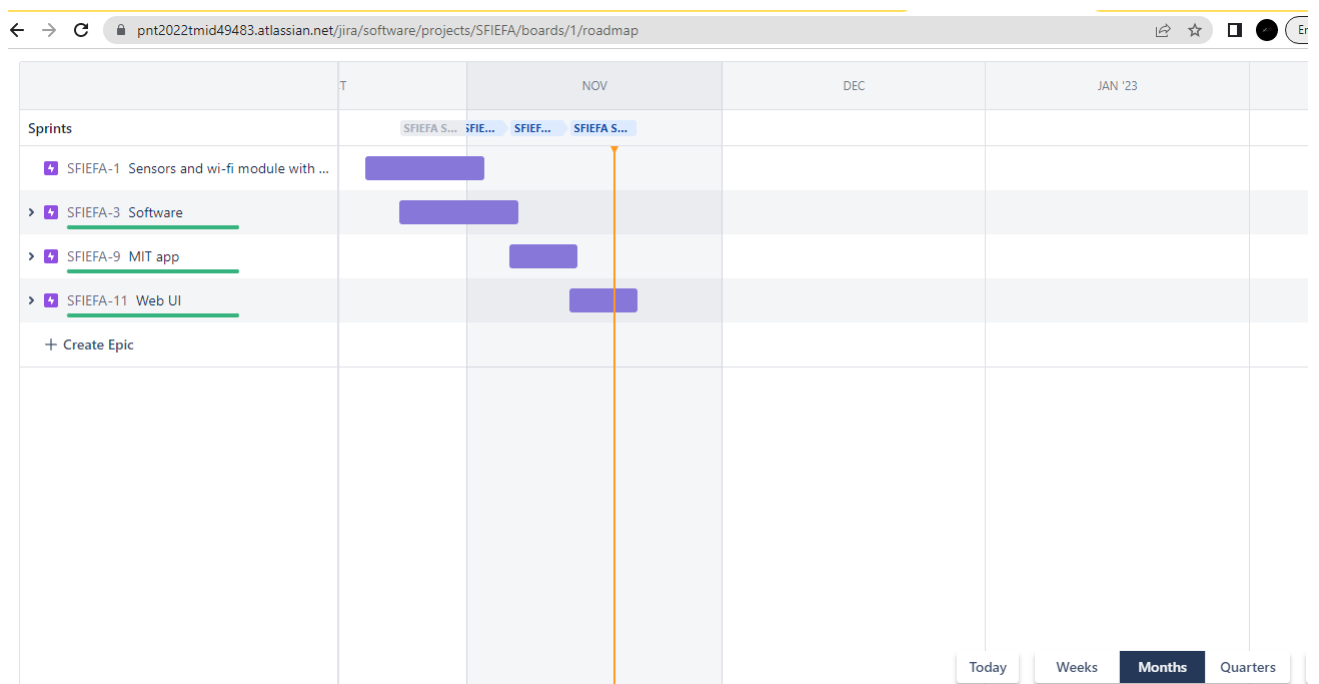 pnt2022tmid49483.atlassian.net/jira/software/projects/SFIEFA/boards/1/roadmap
NOV DEC JAN '23
Sprints SFIEFA S... SFIE... SFIEF... SFIEFA S...
SFIEFA-1 Sensors and wi-fi module with ...
SFIEFA-3 Software
SFIEFA-9 MIT app
SFIEFA-11 Web UI
+ Create Epic
Today Weeks Months Quarters